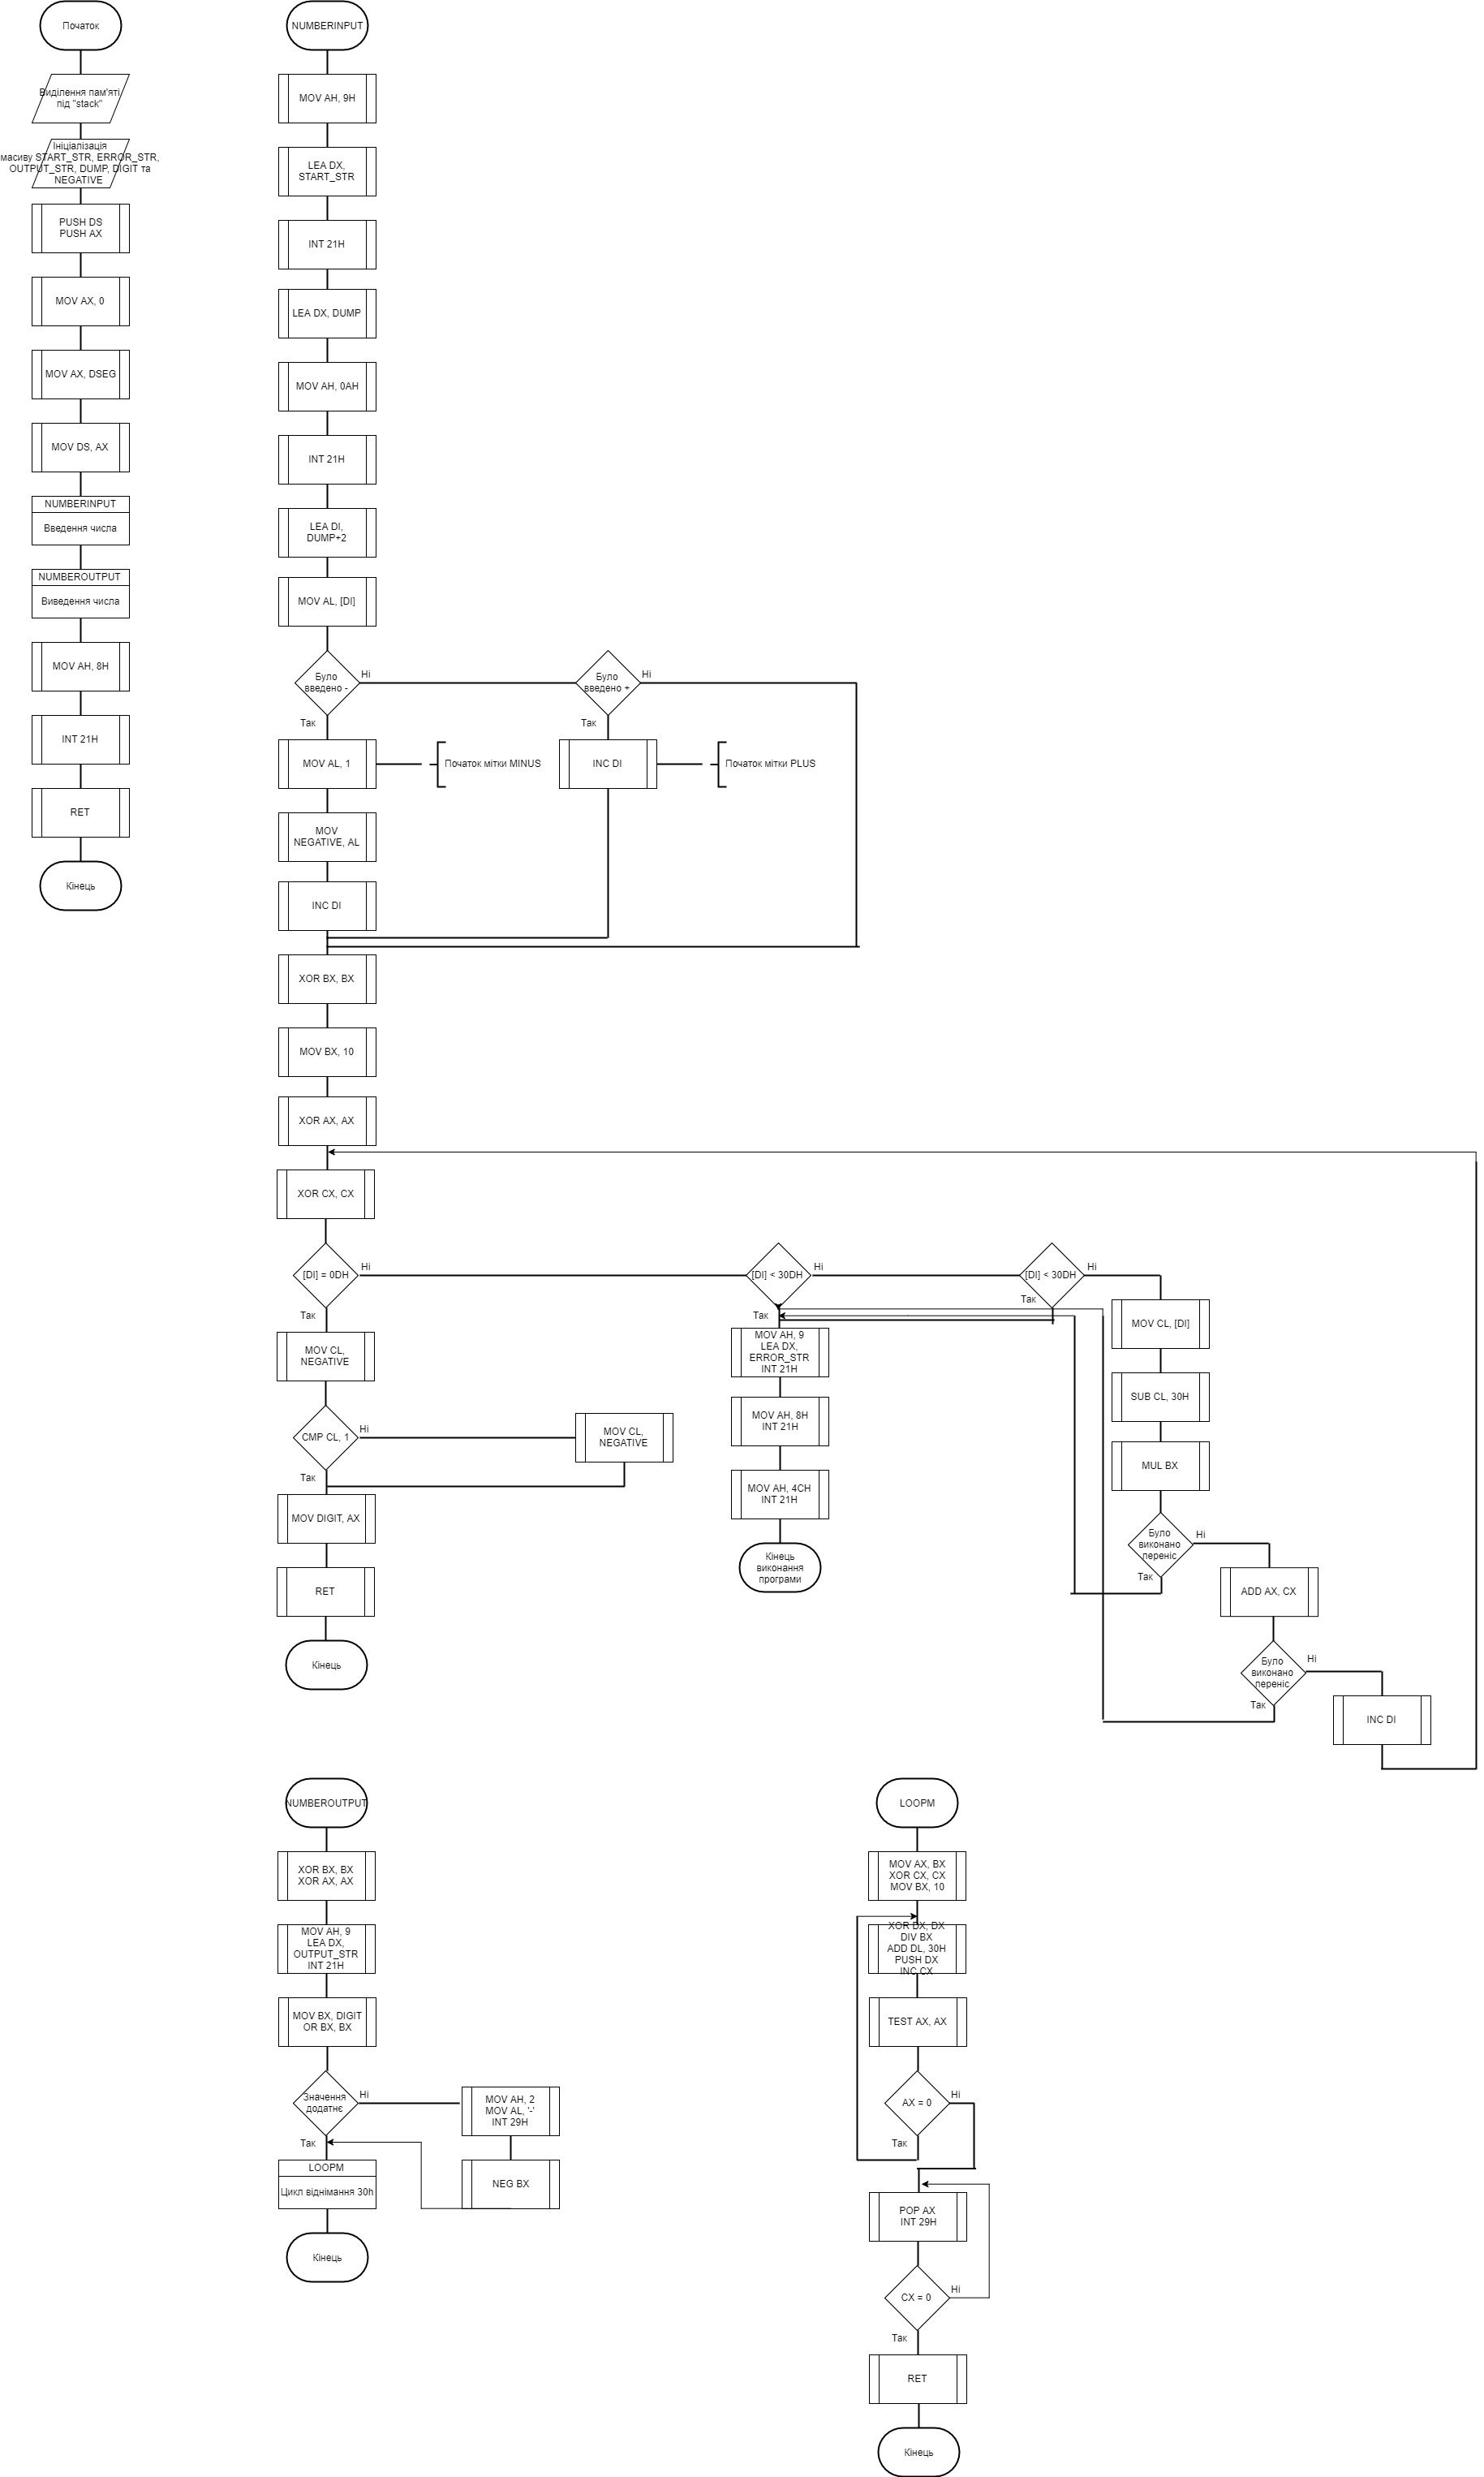 Початок
Виділення пам'яті
під "stack"
Ініціалізація
масиву START_STR, ERROR_STR,
OUTPUT_STR, DUMP, DIGIT та
NEGATIVE
PUSH DS
PUSH AX
MOV AX, 0
MOV AX, DSEG
MOV DS, AX
NUMBERINPUT
Введення числа
NUMBEROUTPUT
Виведення числа
MOV AH, 8H
INT 21H
RET
Кінець
NUMBERINPUT
MOV AH, 9H
LEA DX,
START_STR
INT 21H
LEA DX, DUMP
MOV AH, 0AH
INT 21H
LEA DI,
DUMP+2
MOV AL, [DI]
Було
введено -
Ні
Так
Було
введено +
Ні
Так
MOV AL, 1
Початок мітки MINUS
INC DI
Початок мітки PLUS
MOV
NEGATIVE, AL
INC DI
XOR BX, BX
MOV BX, 10
XOR AX, AX
XOR CX, CX
[DI] = 0DH
Ні
Так
MOV CL,
NEGATIVE
CMP CL, 1
Ні
Так
MOV CL,
NEGATIVE
MOV DIGIT, AX
RET
Кінець
[DI] < 30DH
Ні
Так
MOV AH, 9
LEA DX,
ERROR_STR
INT 21H
MOV AH, 8H
INT 21H
MOV AH, 4CH
INT 21H
Кінець
виконання
програми
[DI] < 30DH
Ні
Так
MOV CL, [DI]
SUB CL, 30H
MUL BX
Було
виконано
переніс
Ні
Так
ADD AX, CX
Було
виконано
переніс
Ні
Так
INC DI
NUMBEROUTPUT
XOR BX, BX
XOR AX, AX
MOV AH, 9
LEA DX,
OUTPUT_STR
INT 21H
MOV BX, DIGIT
OR BX, BX
Значення
додатнє
Ні
Так
MOV AH, 2
MOV AL, '-'
INT 29H
NEG BX
LOOPM
Цикл віднімання 30h
Кінець
LOOPM
MOV AX, BX
XOR CX, CX
MOV BX, 10
XOR DX, DX
DIV BX
ADD DL, 30H
PUSH DX
INC CX
TEST AX, AX
AX = 0
Ні
Так
POP AX
INT 29H
CX = 0
Ні
Так
RET
Кінець